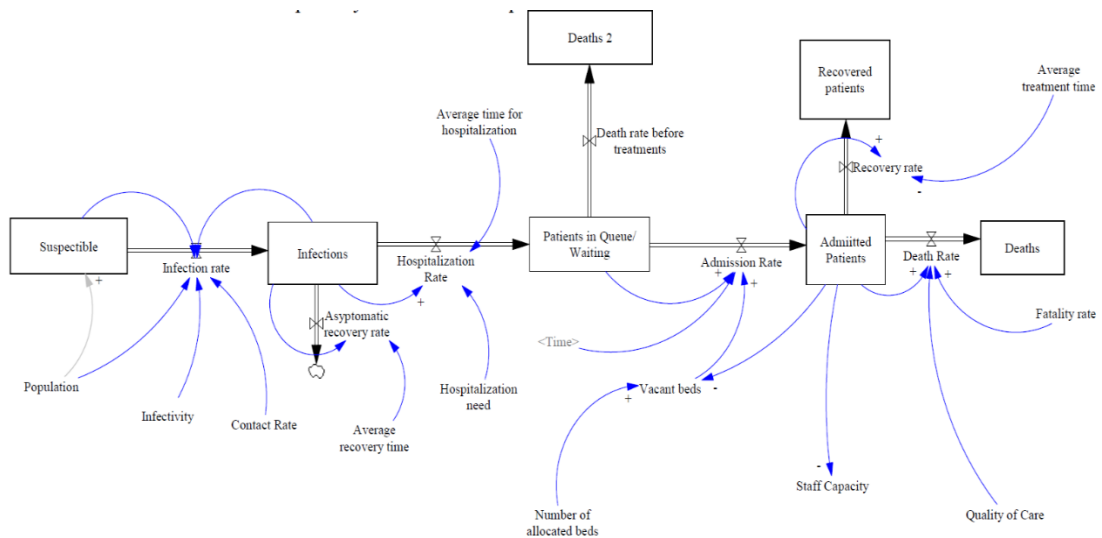 Deaths 2
Recovered
patients
Average
treatment time
Average time for
hospitalization
Death rate before
treatments
+
Recovery rate
-
Suspectible
Infection rate
Infections
Hospitalization
Rate
+
Patients in Queue/
Waiting
Admission Rate
+
+
Admiitted
Patients
Death Rate
+
+
Deaths
+
Asyptomatic
recovery rate
<Time>
Fatality rate
Population
Infectivity
Contact Rate
Average
recovery time
Hospitalization
need
+
Vacant beds
-
-
Staff Capacity
Number of
allocated beds
Quality of Care